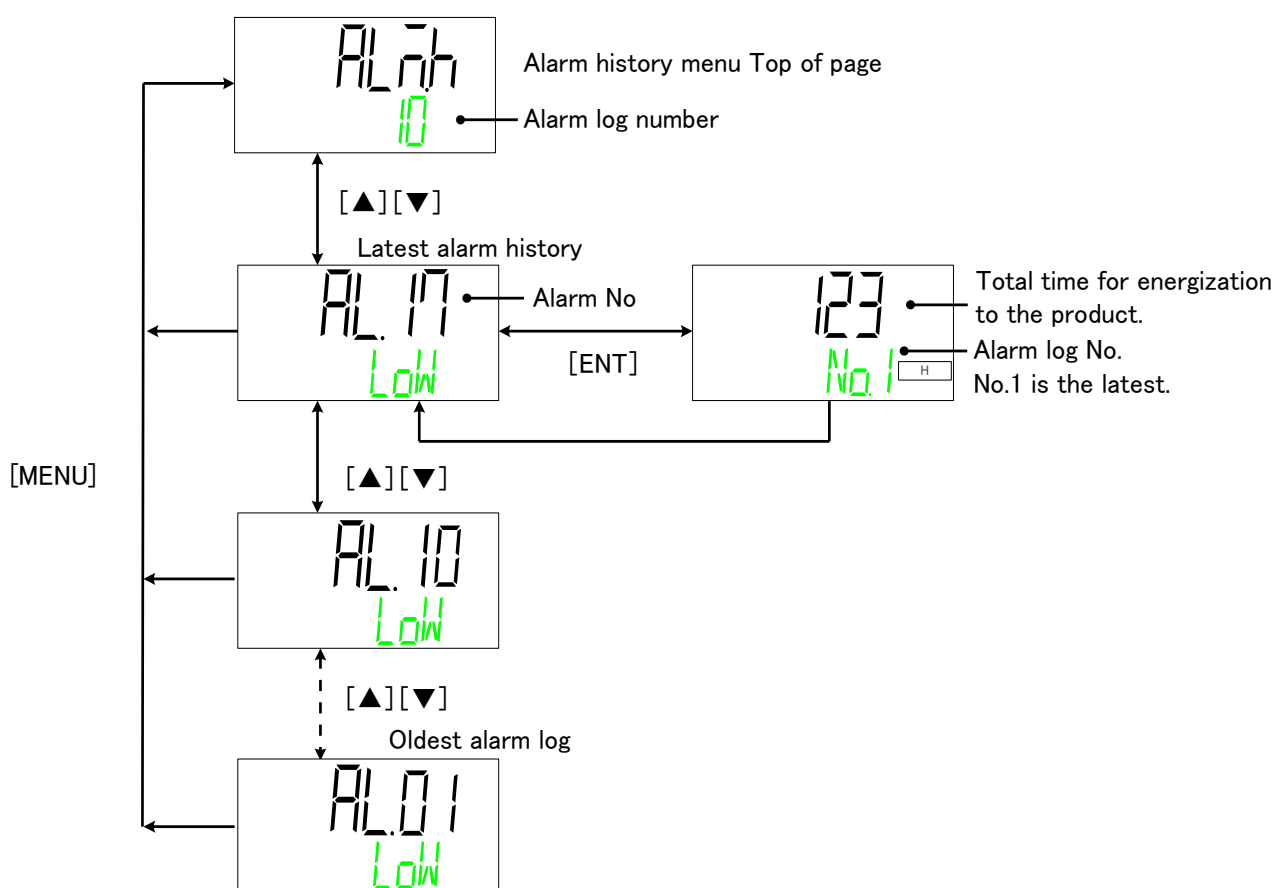 ALM.h
Alarm history menu Top of page
10
Alarm log number
[▲][▼]
Latest alarm history
AL.17
Alarm No
LoW
[ENT]
123
Total time for energization
to the product.
No.1
H
Alarm log No.
No.1 is the latest.
[MENU]
[▲][▼]
AL.10
LoW
[▲][▼]
Oldest alarm log
AL.01
LoW